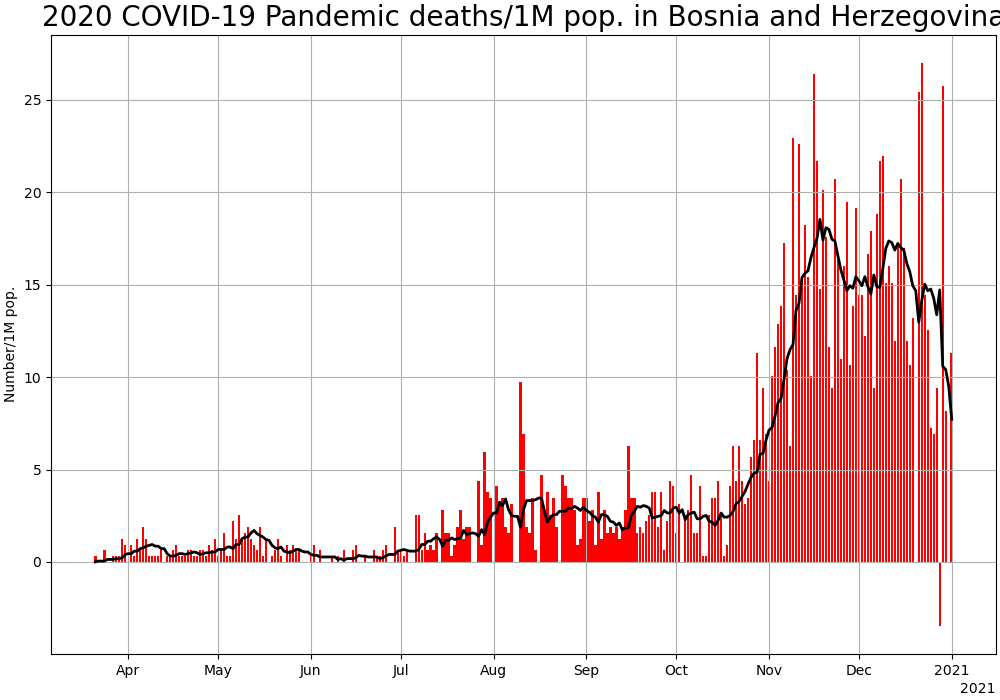 2020 COVID-19 Pandemic deaths/1M pop. in Bosnia and Herzegovina
Number/1M pop.
25
20
15
10
5
0
Apr May Jun Jul Aug Sep Oct Nov Dec 2021
2021